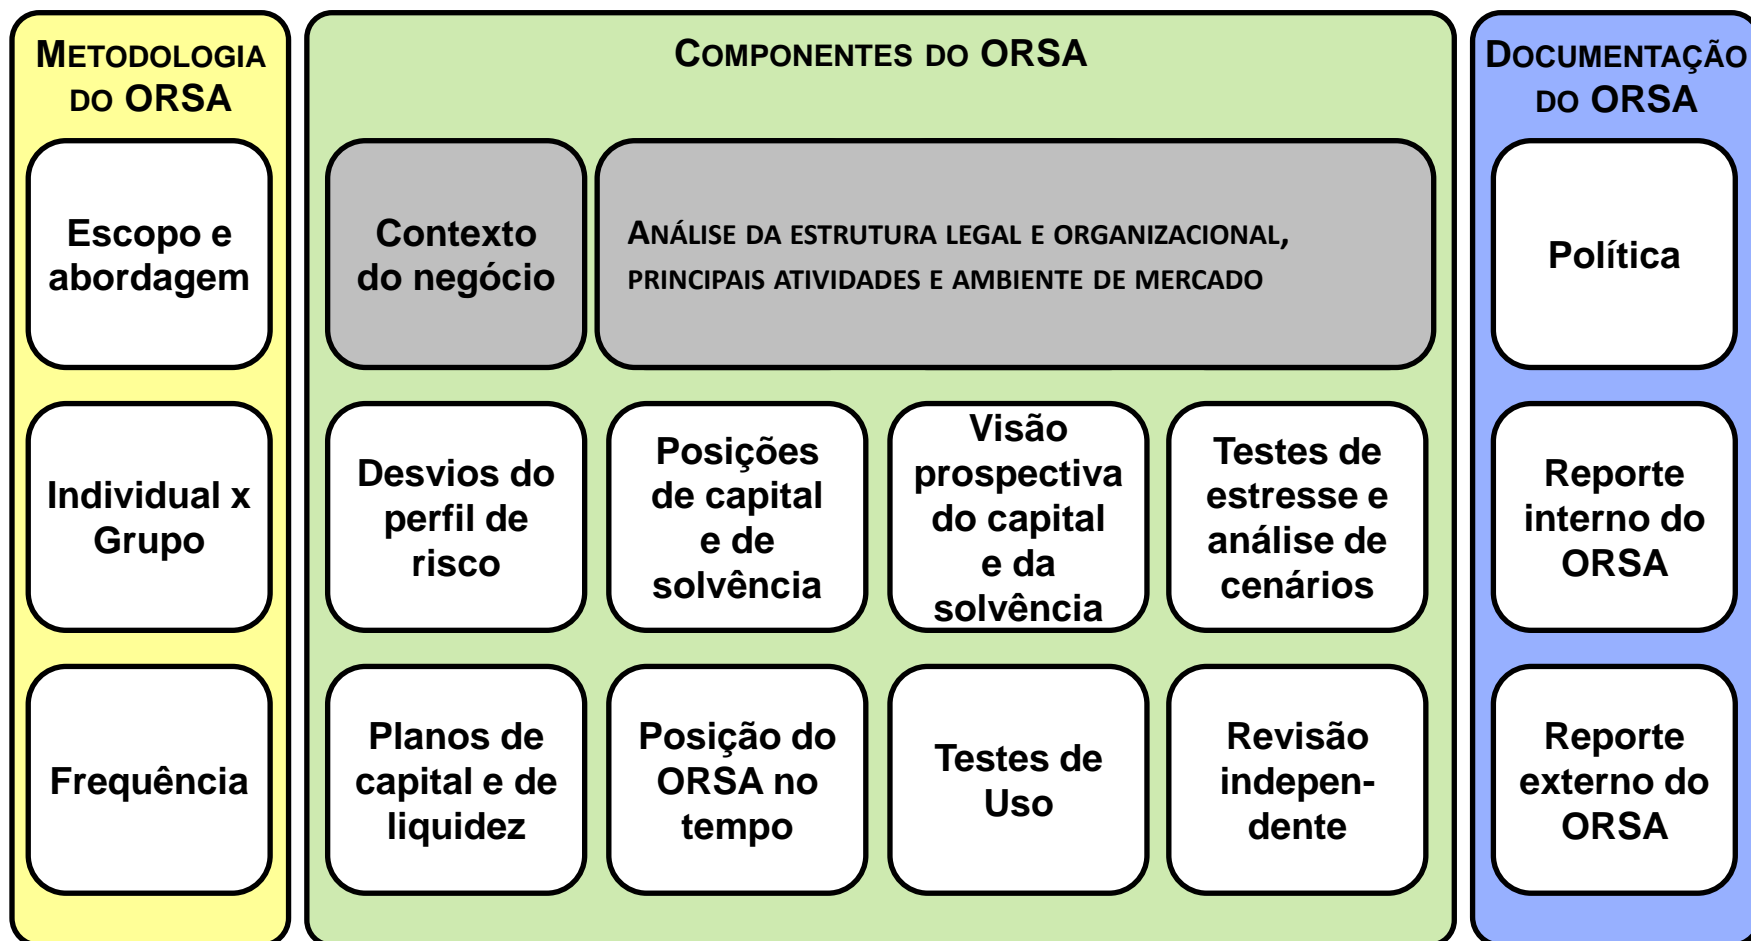 METODOLOGIA
DO ORSA
Escopo e
abordagem
Individual x
Grupo
Frequência
COMPONENTES DO ORSA
Contexto
do negócio
ANÁLISE DA ESTRUTURA LEGAL E ORGANIZACIONAL,
PRINCIPAIS ATIVIDADES E AMBIENTE DE MERCADO
Desvios do
perfil de
risco
Posições
de capital
e de
solvência
Visão
prospectiva
do capital
e da
solvência
Testes de
estresse e
análise de
cenários
Planos de
capital e de
liquidez
Posição do
ORSA no
tempo
Testes de
Uso
Revisão
indepen-
dente
DOCUMENTAÇÃO
DO ORSA
Política
Reporte
interno do
ORSA
Reporte
externo do
ORSA